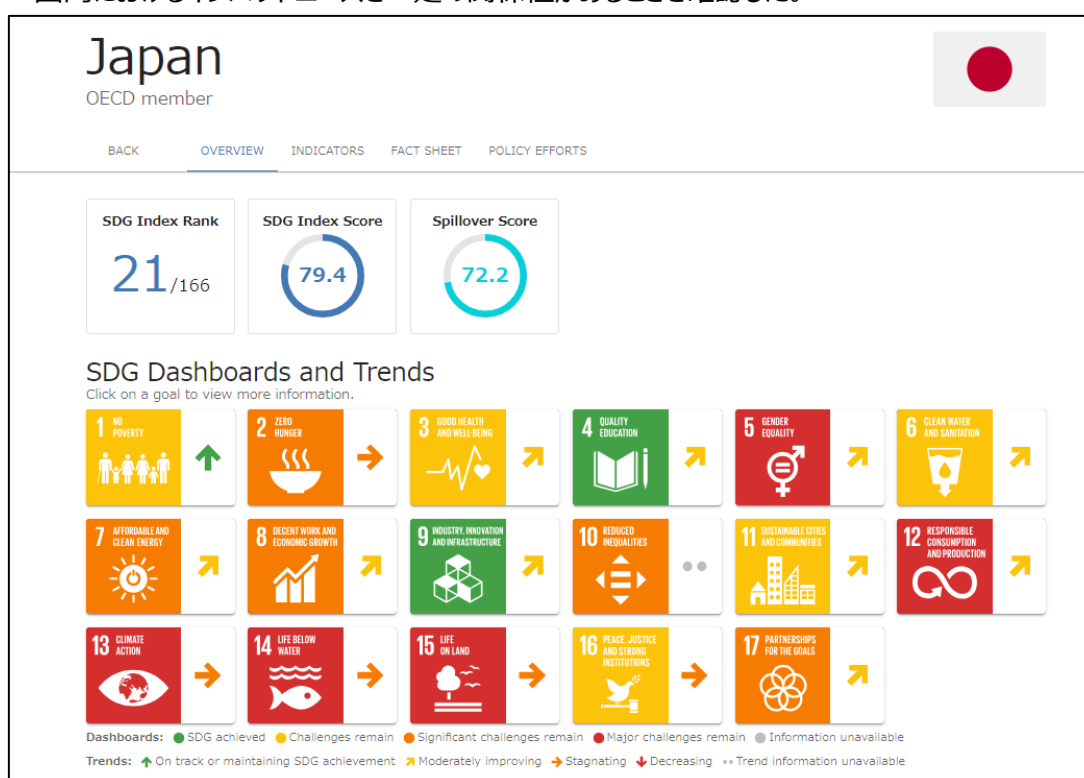 Japan
OECD member
BACK OVERVIEW INDICATORS FACT SHEET POLICY EFFORTS
SDG Index Rank SDG Index Score Spillover Score
21/166 79.4 72.2
SDG Dashboards and Trends
Click on a goal to view more information.
1 NO POVERTY
2 ZERO HUNGER
3 GOOD HEALTH AND WELL-BEING
4 QUALITY EDUCATION
5 GENDER EQUALITY
6 CLEAN WATER AND SANITATION
7 AFFORDABLE AND CLEAN ENERGY
8 DECENT WORK AND ECONOMIC GROWTH
9 INDUSTRY, INNOVATION AND INFRASTRUCTURE
10 REDUCED INEQUALITIES
11 SUSTAINABLE CITIES AND COMMUNITIES
12 RESPONSIBLE CONSUMPTION AND PRODUCTION
13 CLIMATE ACTION
14 LIFE BELOW WATER
15 LIFE ON LAND
16 PEACE, JUSTICE AND STRONG INSTITUTIONS
17 PARTNERSHIPS FOR THE GOALS
Dashboards: SDG achieved Challenges remain Significant challenges remain Major challenges remain Information unavailable
Trends: On track or maintaining SDG achievement Moderately improving Stagnating Decreasing Trend information unavailable